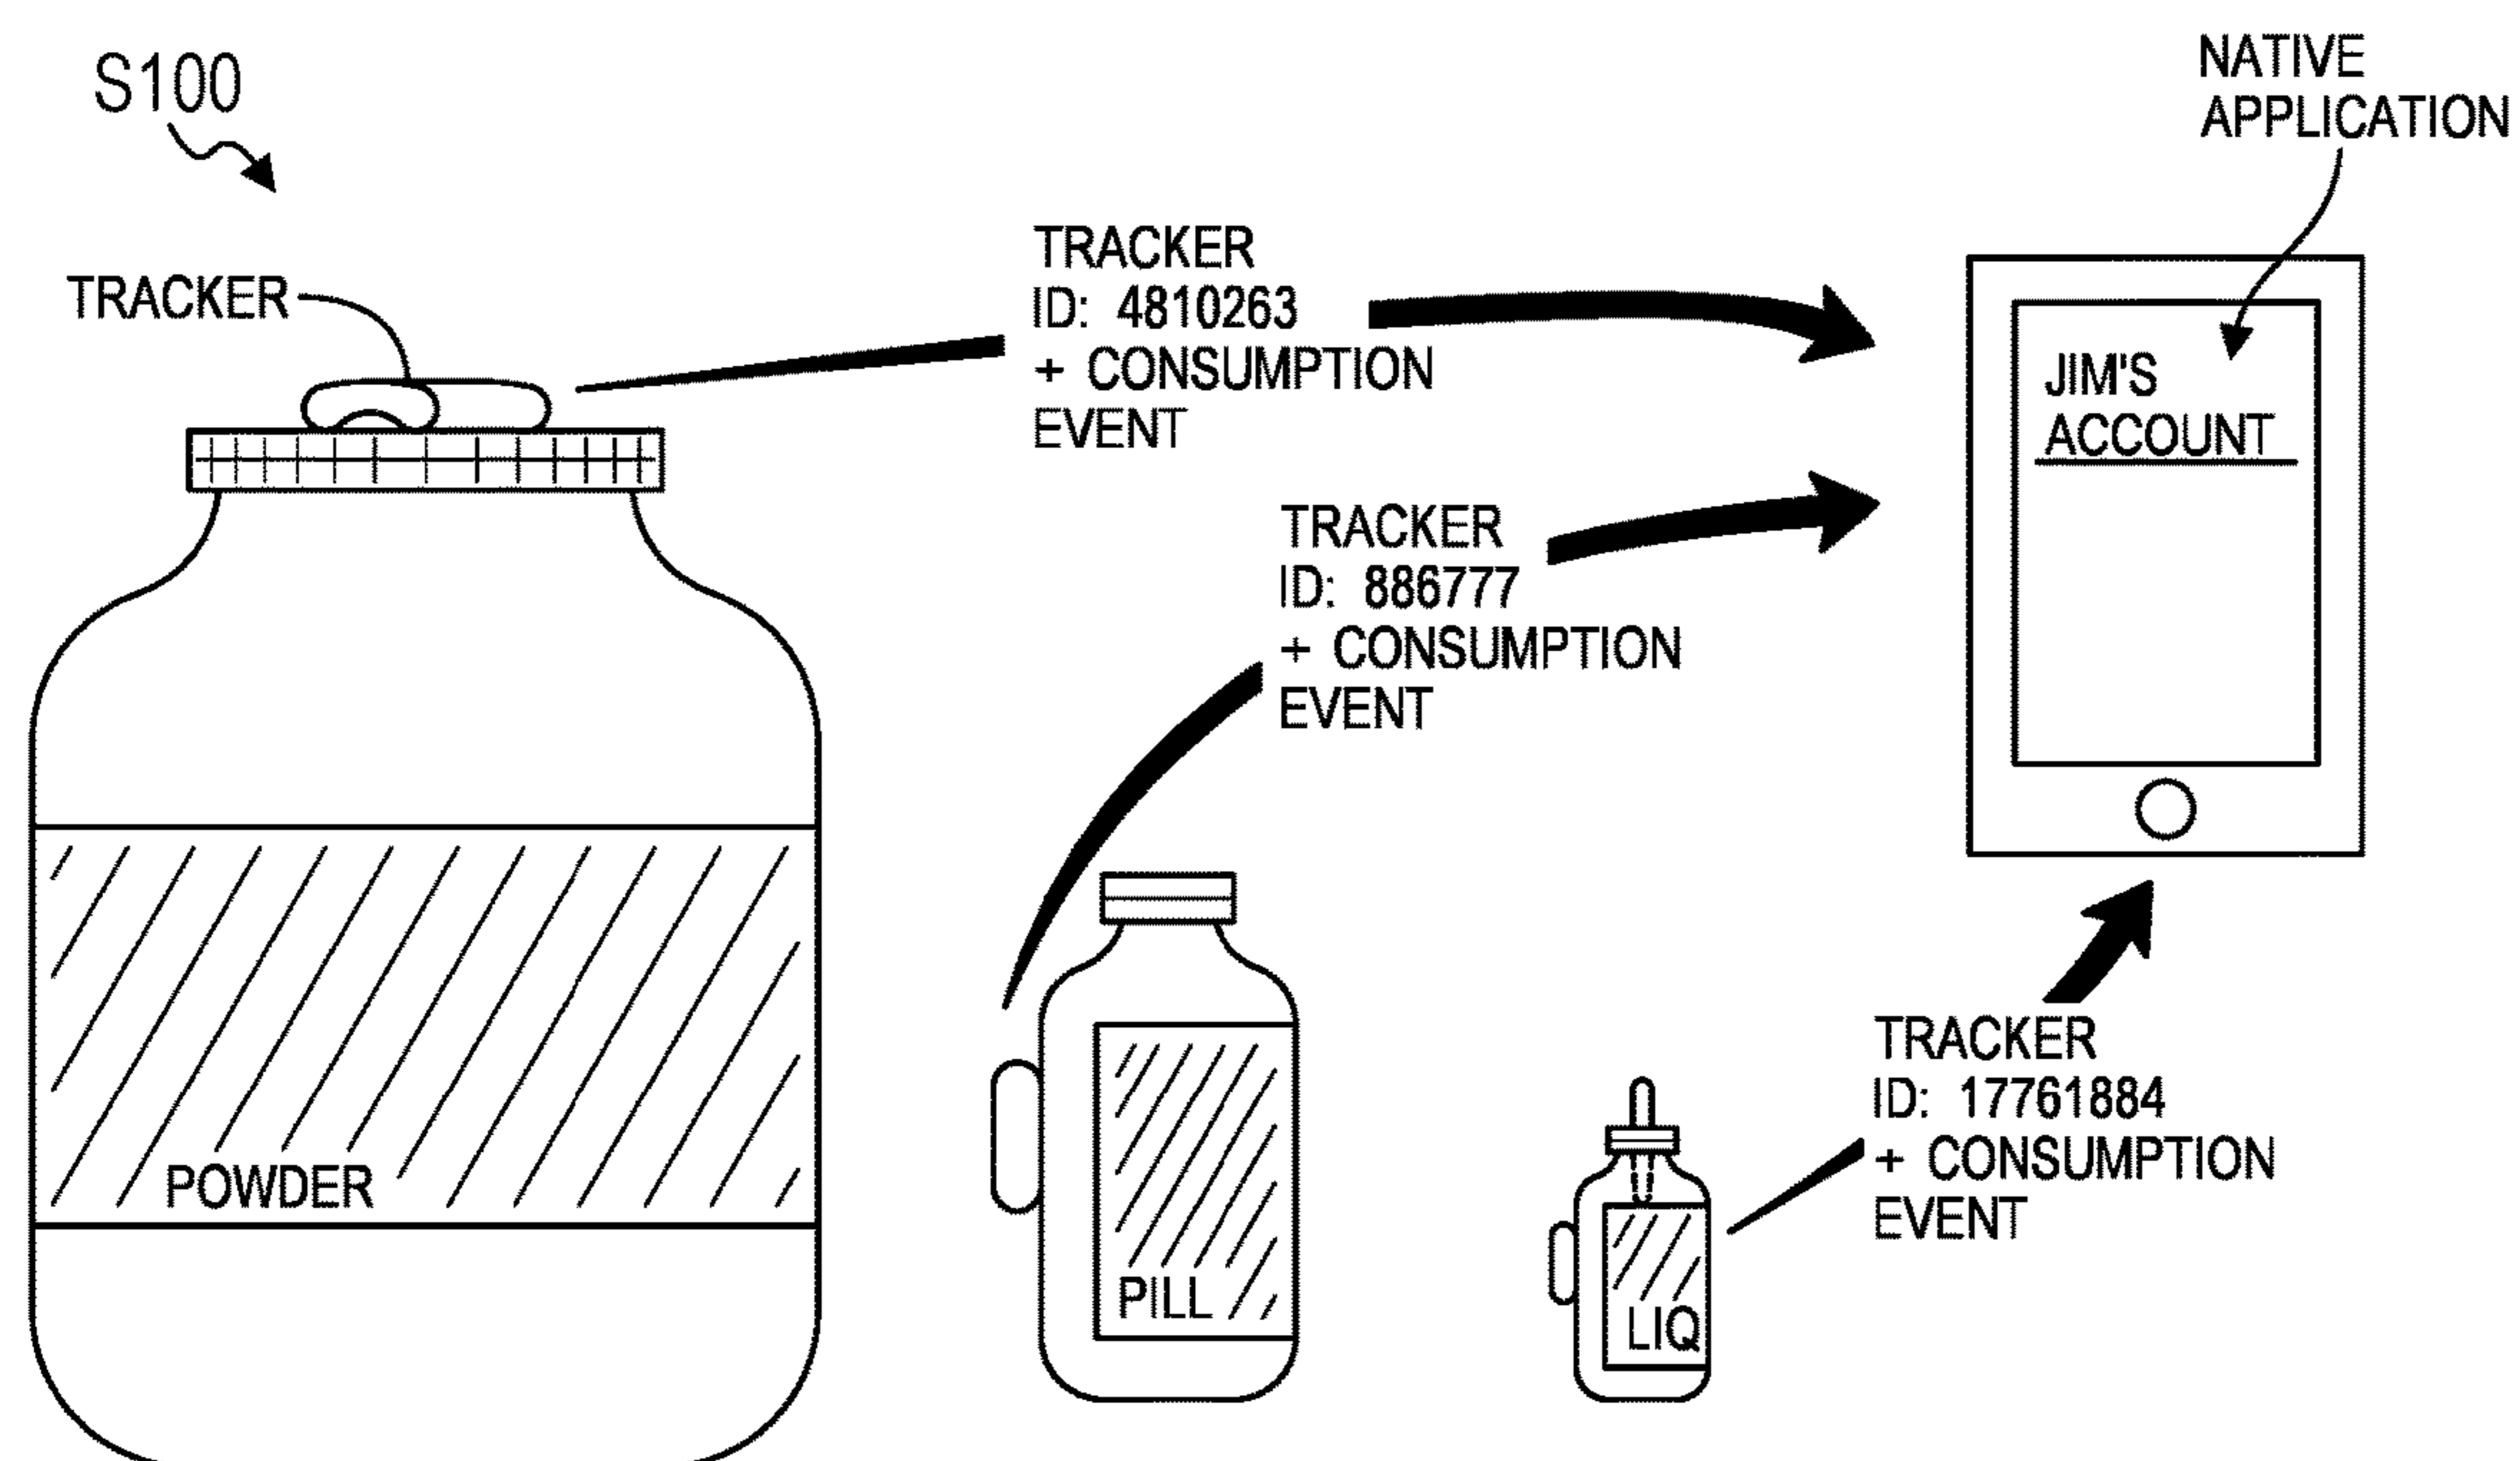 S100
NATIVE
APPLICATION
TRACKER
TRACKER
ID: 4810263
+ CONSUMPTION
EVENT
JIM'S
ACCOUNT
TRACKER
ID: 886777
+ CONSUMPTION
EVENT
TRACKER
ID: 17761884
+ CONSUMPTION
EVENT
POWDER
PILL
LIQ